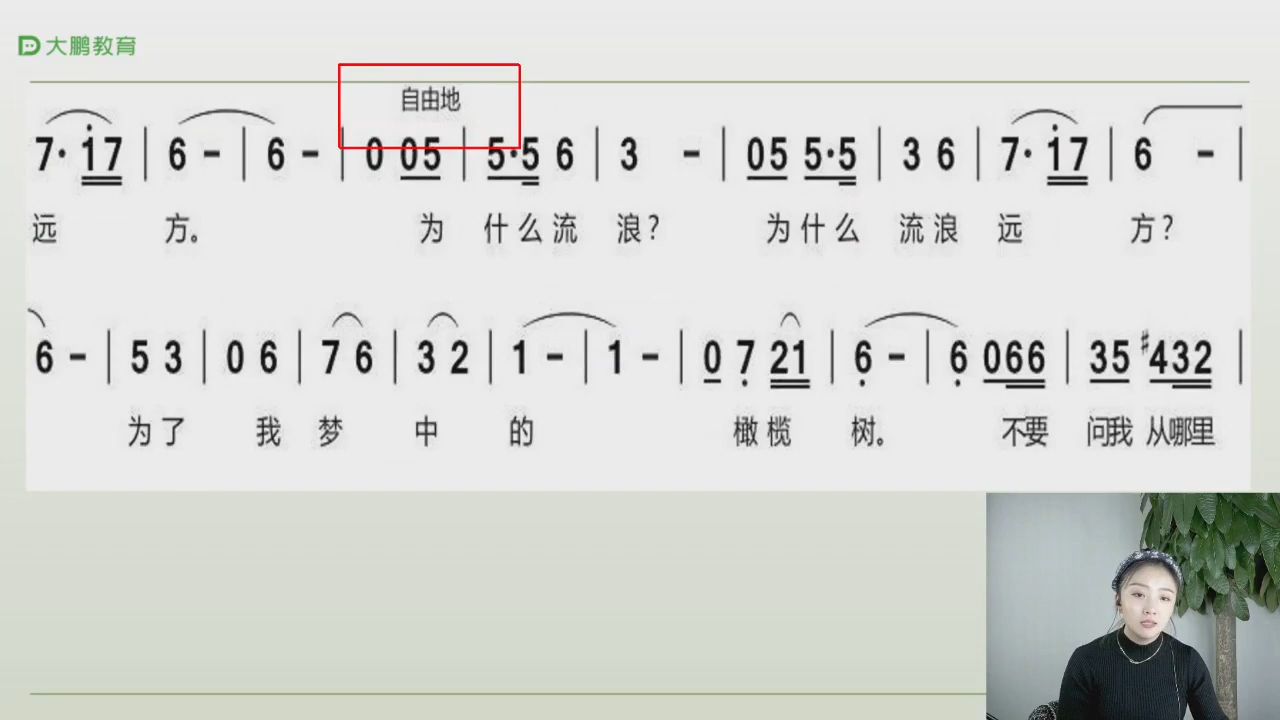 大鹏教育
自由地
7· i7 | 6 - | 6 - | 0 05 | 5·5 6 | 3 - | 05 5·5 | 3 6 | 7· i7 | 6 - |
远 方。 为 什么流 浪? 为什么 流浪 远 方?
6 - | 5 3 | 0 6 | 7 6 | 3 2 | 1 - | 1 - | 0 7 21 | 6 - | 6 066 | 35 #432 |
为了 我 梦 中 的 橄榄 树。 不要 问我 从哪里